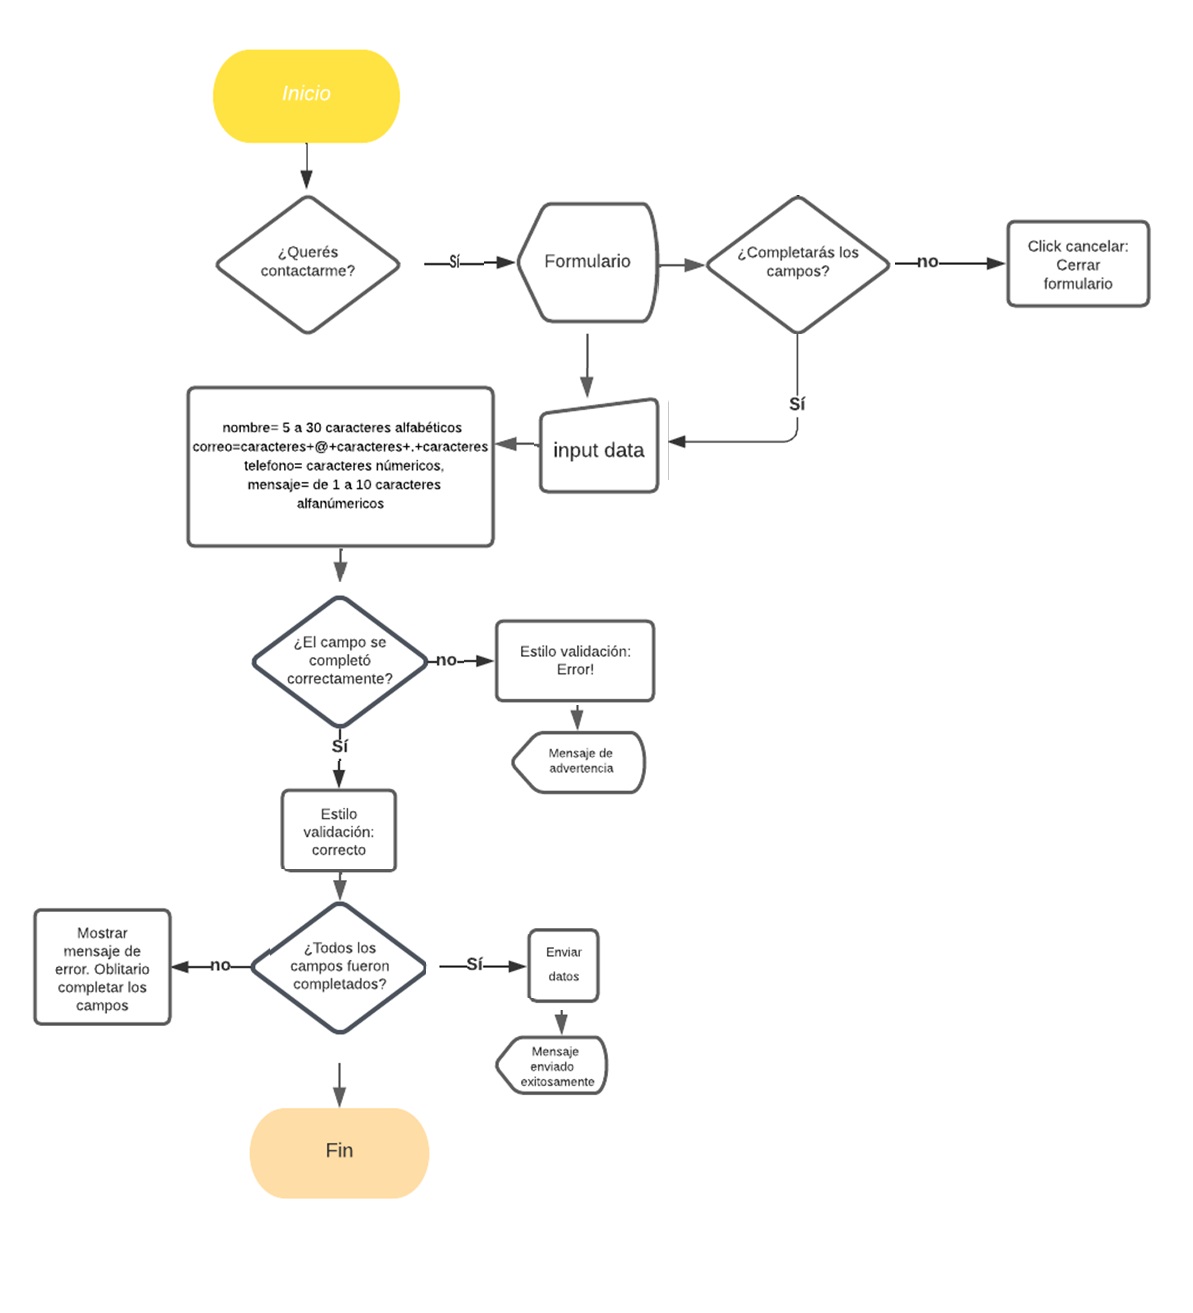 Inicio
¿Querés
contactarme?
Sí
Formulario
¿Completarás los
campos?
no
Click cancelar:
Cerrar
formulario
Sí
input data
nombre= 5 a 30 caracteres alfabéticos
correo=caracteres+@+caracteres+.+caracteres
telefono= caracteres númericos,
mensaje= de 1 a 10 caracteres
alfanúmericos
¿El campo se
completó
correctamente?
no
Estilo validación:
Error!
Mensaje de
advertencia
Sí
Estilo
validación:
correcto
Mostrar
mensaje de
error. Oblitario
completar los
campos
no
¿Todos los
campos fueron
completados?
Sí
Enviar
datos
Mensaje
enviado
exitosamente
Fin